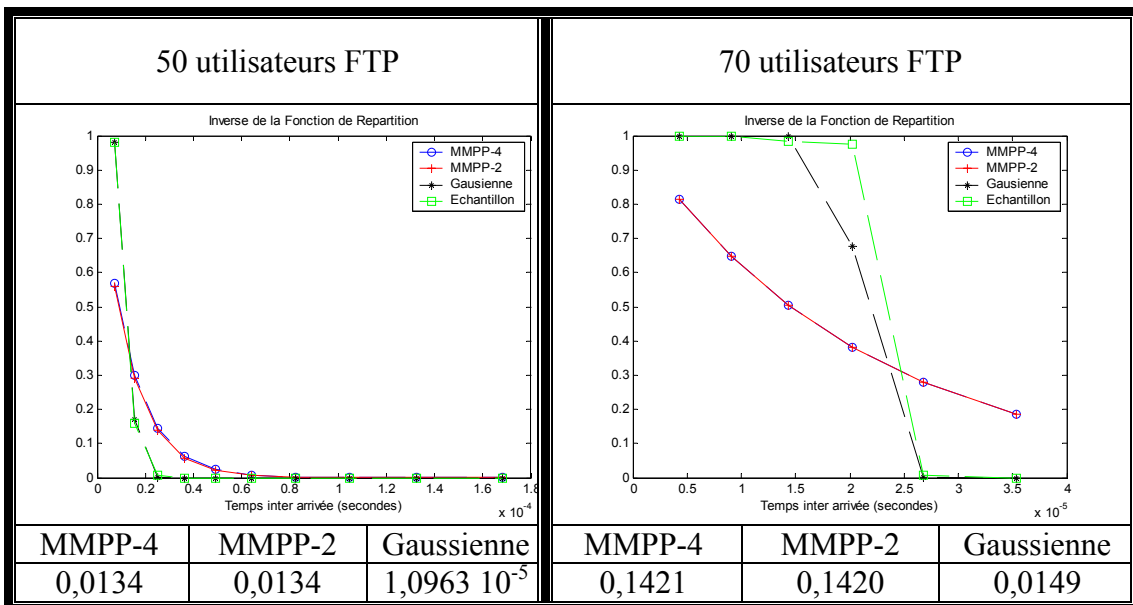 50 utilisateurs FTP
70 utilisateurs FTP
Inverse de la Fonction de Repartition
1
0.9
0.8
0.7
0.6
0.5
0.4
0.3
0.2
0.1
0
MMPP-4
MMPP-2
Gausienne
Echantillon
0 0.2 0.4 0.6 0.8 1 1.2 1.4 1.6 1.8
Temps inter arrivée (secondes)
x 10-4
Inverse de la Fonction de Repartition
1
0.9
0.8
0.7
0.6
0.5
0.4
0.3
0.2
0.1
0
MMPP-4
MMPP-2
Gausienne
Echantillon
0 0.5 1 1.5 2 2.5 3 3.5 4
Temps inter arrivée (secondes)
x 10-5
MMPP-4 MMPP-2 Gaussienne MMPP-4 MMPP-2 Gaussienne
0,0134 0,0134 1,0963 10-5 0,1421 0,1420 0,0149